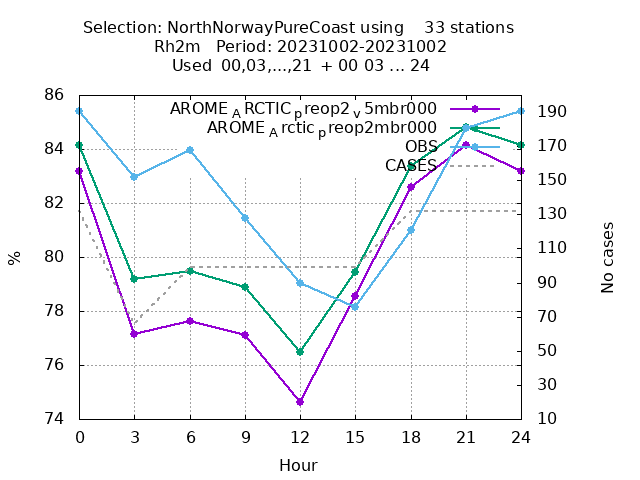 Selection: NorthNorwayPureCoast using    33 stations
Rh2m   Period: 20231002-20231002
Used  00,03,...,21  + 00 03 ... 24
AROME_ARCTIC_preop2_v5mbr000
AROME_Arctic_preop2mbr000
OBS
CASES
86
84
82
80
78
76
74
%
190
170
150
130
110
90
70
50
30
10
No cases
0 3 6 9 12 15 18 21 24
Hour